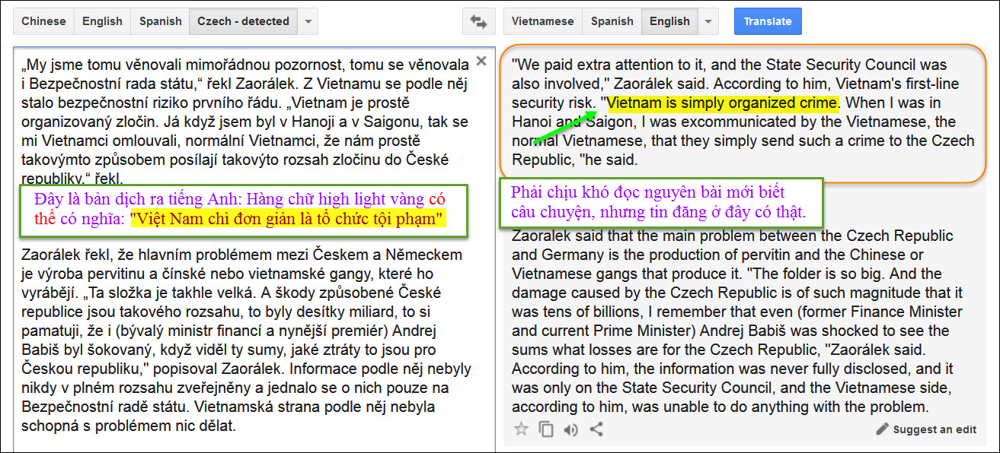 Chinese English Spanish Czech - detected
Vietnamese Spanish English Translate
„My jsme tomu věnovali mimořádnou pozornost, tomu se věnovala
i Bezpečnostní rada státu,“ řekl Zaorálek. Z Vietnamu se podle něj
stalo bezpečnostní riziko prvního řádu. „Vietnam je prostě
organizovaný zločin. Já když jsem byl v Hanoji a v Saigonu, tak se
mi Vietnamci omlouvali, normální Vietnamci, že nám prostě
takovýmto způsobem posílají takovýto rozsah zločinu do České
republiky,“ řekl.
Đây là bản dịch ra tiếng Anh: Hàng chữ high light vàng có
thể có nghĩa: "Việt Nam chỉ đơn giản là tổ chức tội phạm"
Zaorálek řekl, že hlavním problémem mezi Českem a Německem
je výroba pervitinu a čínské nebo vietnamské gangy, které ho
vyrábějí. „Ta složka je takhle velká. A škody způsobené České
republice jsou takového rozsahu, to byly desítky miliard, to si
pamatuji, že i (bývalý ministr financí a nynější premiér) Andrej
Babiš byl šokovaný, když viděl ty sumy, jaké ztráty to jsou pro
Českou republiku," popisoval Zaorálek. Informace podle něj nebyly
nikdy v plném rozsahu zveřejněny a jednalo se o nich pouze na
Bezpečnostní radě státu. Vietnamská strana podle něj nebyla
schopná s problémem nic dělat.
"We paid extra attention to it, and the State Security Council was
also involved," Zaorálek said. According to him, Vietnam's first-line
security risk. "Vietnam is simply organized crime. When I was in
Hanoi and Saigon, I was excommunicated by the Vietnamese, the
normal Vietnamese, that they simply send such a crime to the Czech
Republic, "he said.
Phải chịu khó đọc nguyên bài mới biết
câu chuyện, nhưng tin đăng ở đây có thật.
Zaoralek said that the main problem between the Czech Republic
and Germany is the production of pervitin and the Chinese or
Vietnamese gangs that produce it. "The folder is so big. And the
damage caused by the Czech Republic is of such magnitude that it
was tens of billions, I remember that even (former Finance Minister
and current Prime Minister) Andrej Babiš was shocked to see the
sums what losses are for the Czech Republic, "Zaorálek said.
According to him, the information was never fully disclosed, and it
was only on the State Security Council, and the Vietnamese side,
according to him, was unable to do anything with the problem.
Suggest an edit